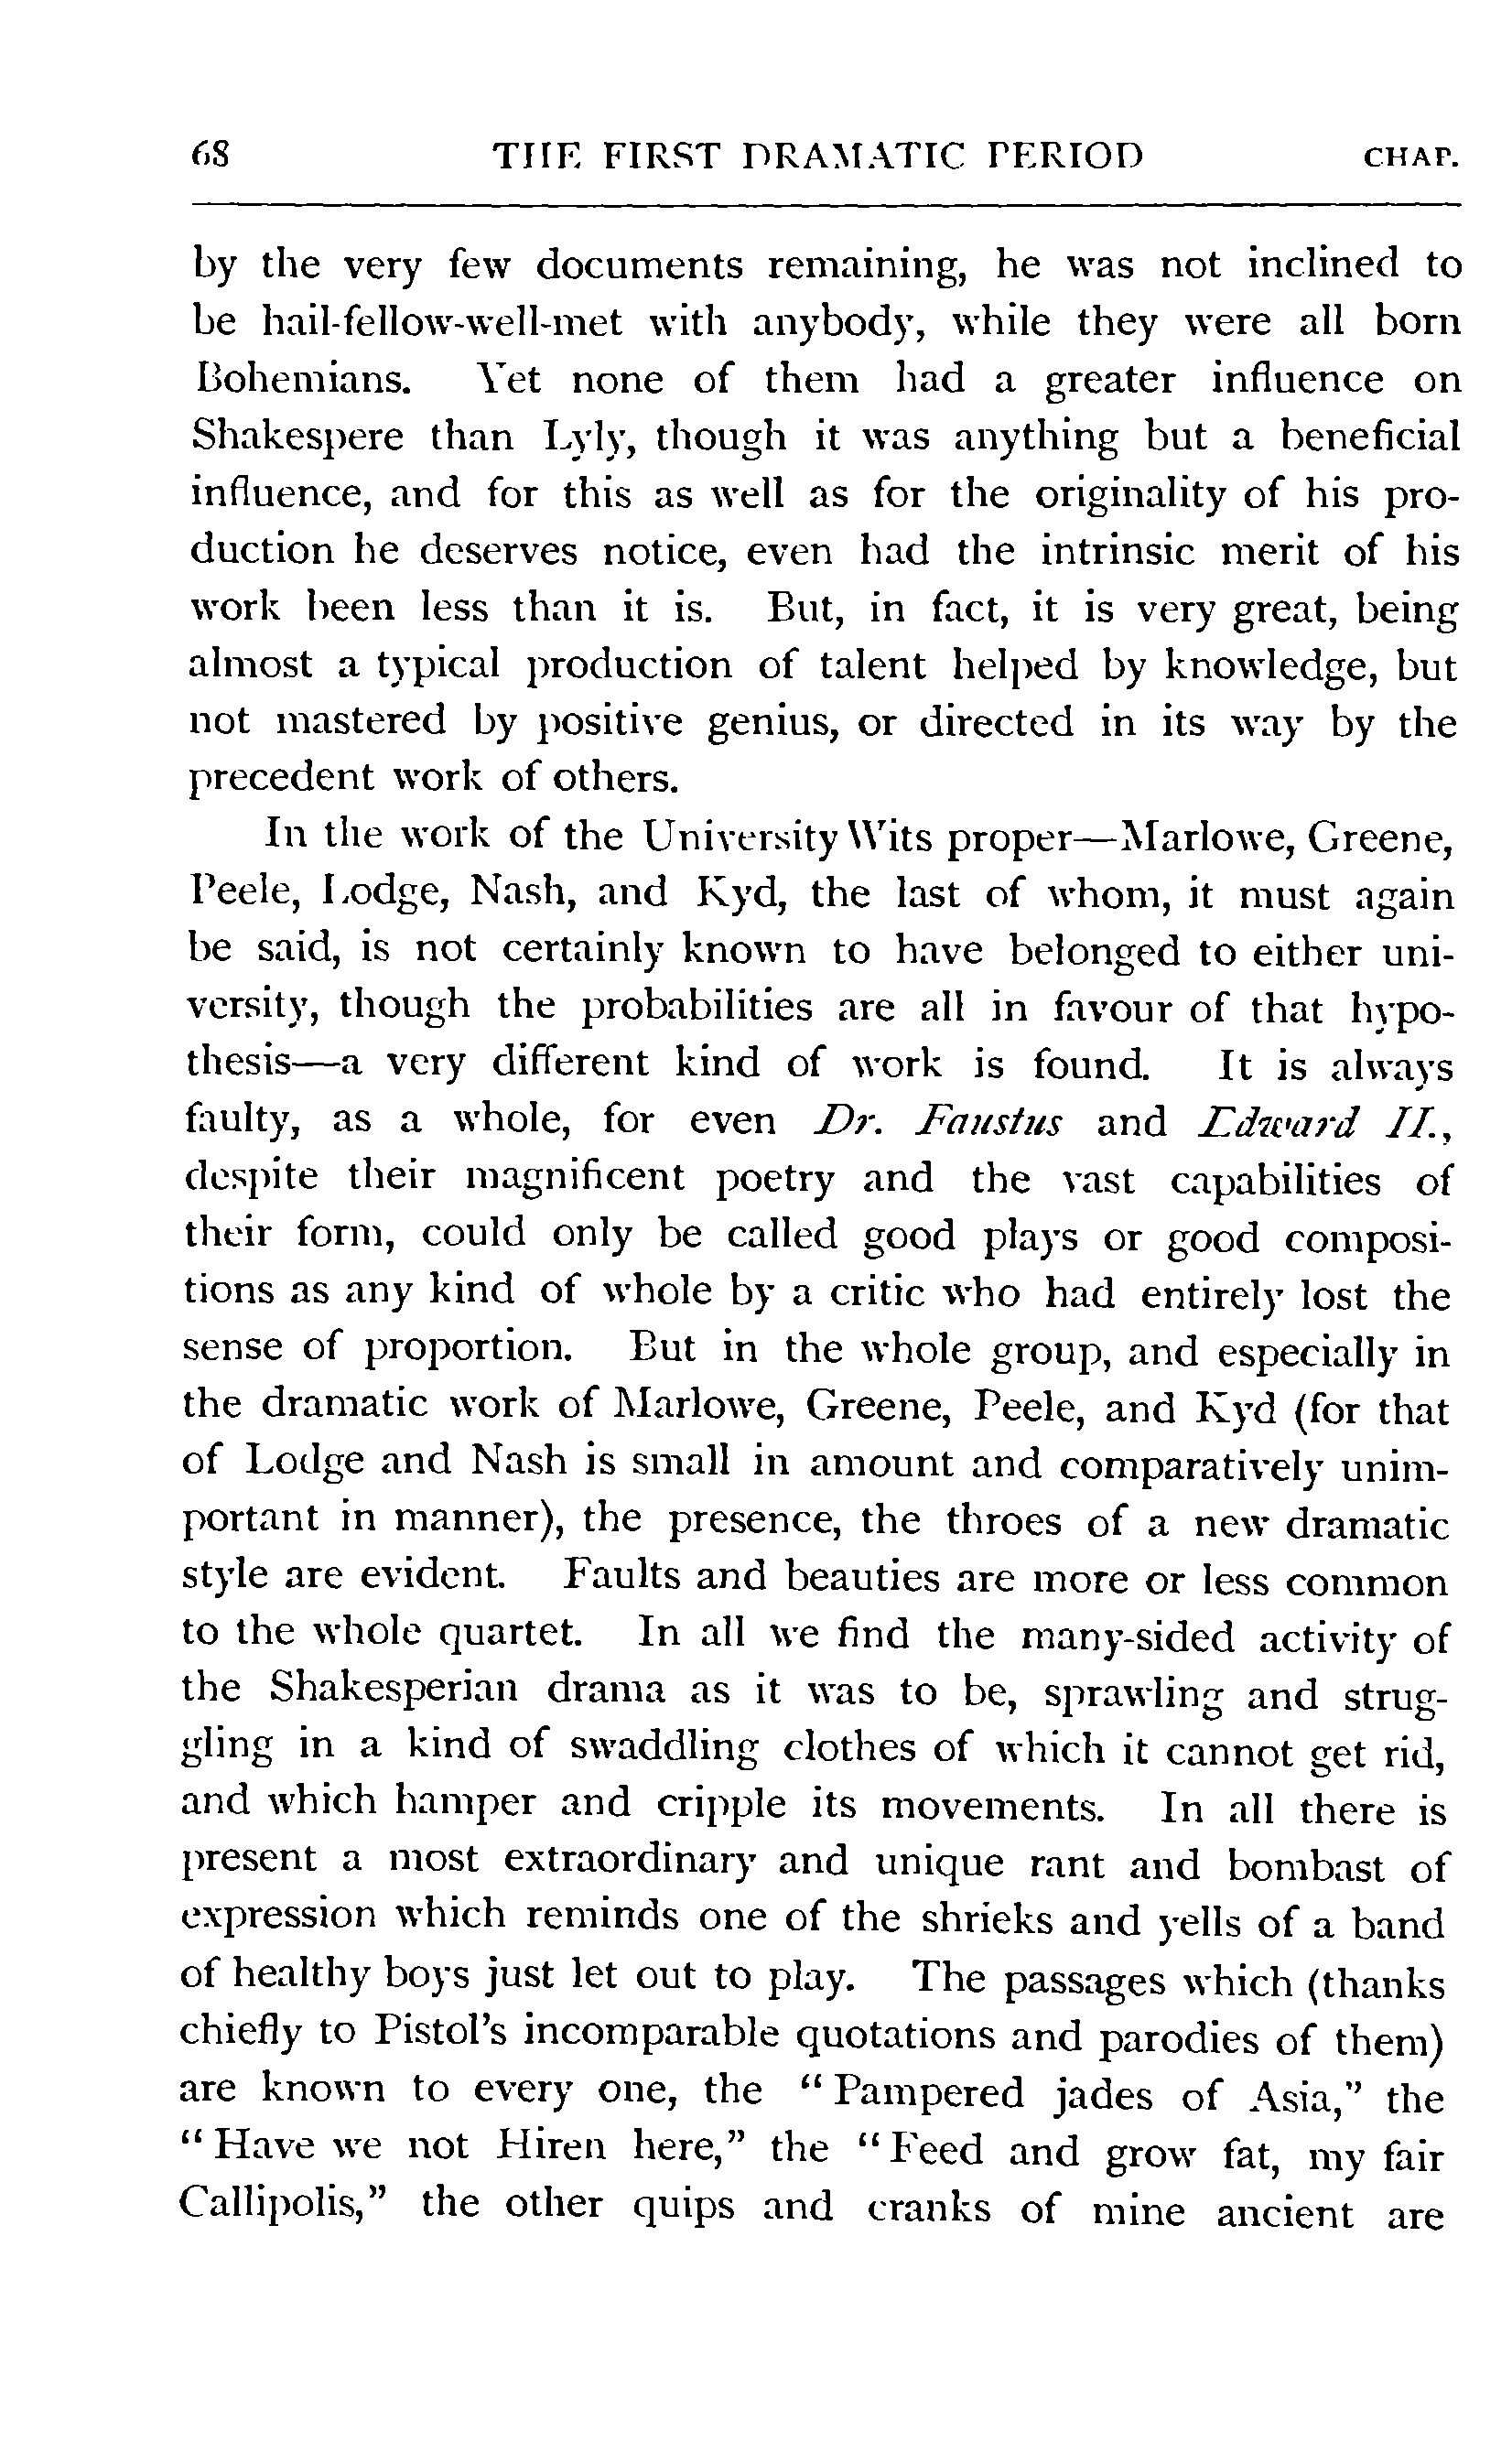 68 THE FIRST DRAMATIC PERIOD CHAP.
by the very few documents remaining, he was not inclined to
be hail-fellow-well-met with anybody, while they were all born
Bohemians. Yet none of them had a greater influence on
Shakespere than Lyly, though it was anything but a beneficial
influence, and for this as well as for the originality of his pro-
duction he deserves notice, even had the intrinsic merit of his
work been less than it is. But, in fact, it is very great, being
almost a typical production of talent helped by knowledge, but
not mastered by positive genius, or directed in its way by the
precedent work of others.
In the work of the University Wits proper—Marlowe, Greene,
Peele, Lodge, Nash, and Kyd, the last of whom, it must again
be said, is not certainly known to have belonged to either uni-
versity, though the probabilities are all in favour of that hypo-
thesis—a very different kind of work is found. It is always
faulty, as a whole, for even Dr. Faustus and Edward II.,
despite their magnificent poetry and the vast capabilities of
their form, could only be called good plays or good composi-
tions as any kind of whole by a critic who had entirely lost the
sense of proportion. But in the whole group, and especially in
the dramatic work of Marlowe, Greene, Peele, and Kyd (for that
of Lodge and Nash is small in amount and comparatively unim-
portant in manner), the presence, the throes of a new dramatic
style are evident. Faults and beauties are more or less common
to the whole quartet. In all we find the many-sided activity of
the Shakesperian drama as it was to be, sprawling and strug-
gling in a kind of swaddling clothes of which it cannot get rid,
and which hamper and cripple its movements. In all there is
present a most extraordinary and unique rant and bombast of
expression which reminds one of the shrieks and yells of a band
of healthy boys just let out to play. The passages which (thanks
chiefly to Pistol's incomparable quotations and parodies of them)
are known to every one, the “Pampered jades of Asia,” the
“Have we not Hiren here,” the “Feed and grow fat, my fair
Callipolis,” the other quips and cranks of mine ancient are